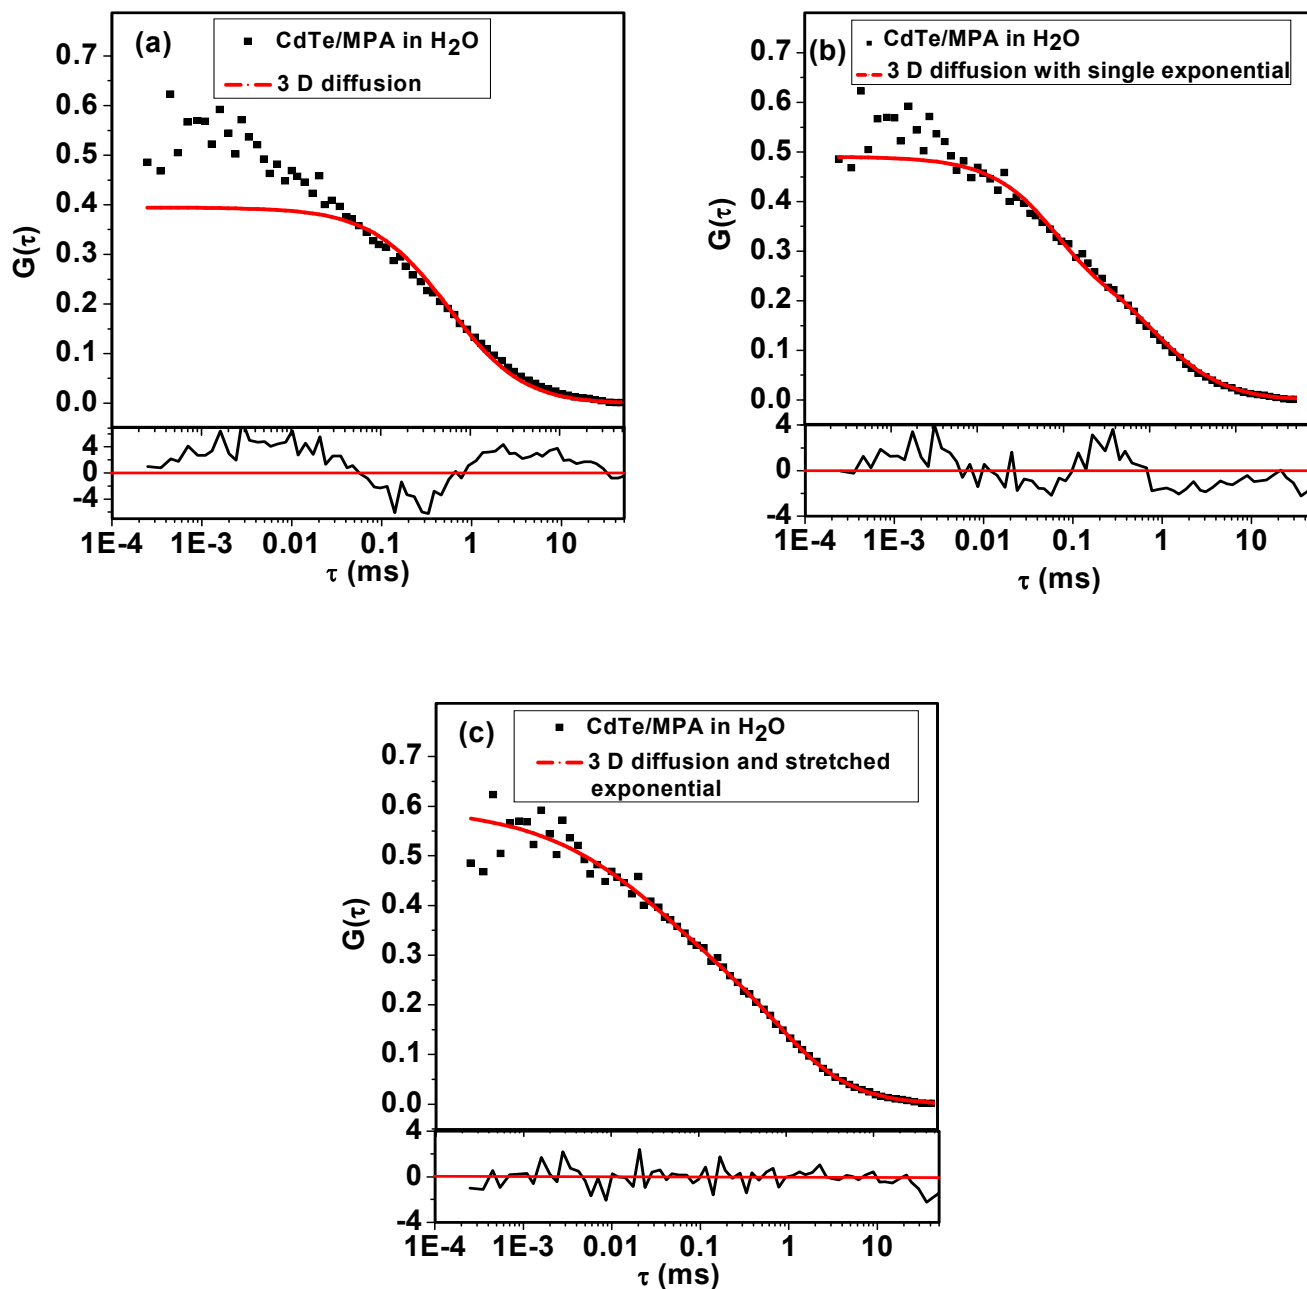 (a)
CdTe/MPA in H2O
3 D diffusion
0.7
0.6
0.5
0.4
0.3
0.2
0.1
0.0
G(τ)
4
0
-4
1E-4 1E-3 0.01 0.1 1 10
τ (ms)
(b)
CdTe/MPA in H2O
3 D diffusion with single exponential
0.7
0.6
0.5
0.4
0.3
0.2
0.1
0.0
G(τ)
4
0
-4
1E-4 1E-3 0.01 0.1 1 10
τ (ms)
(c)
CdTe/MPA in H2O
3 D diffusion and stretched
exponential
0.7
0.6
0.5
0.4
0.3
0.2
0.1
0.0
G(τ)
4
0
-4
1E-4 1E-3 0.01 0.1 1 10
τ (ms)